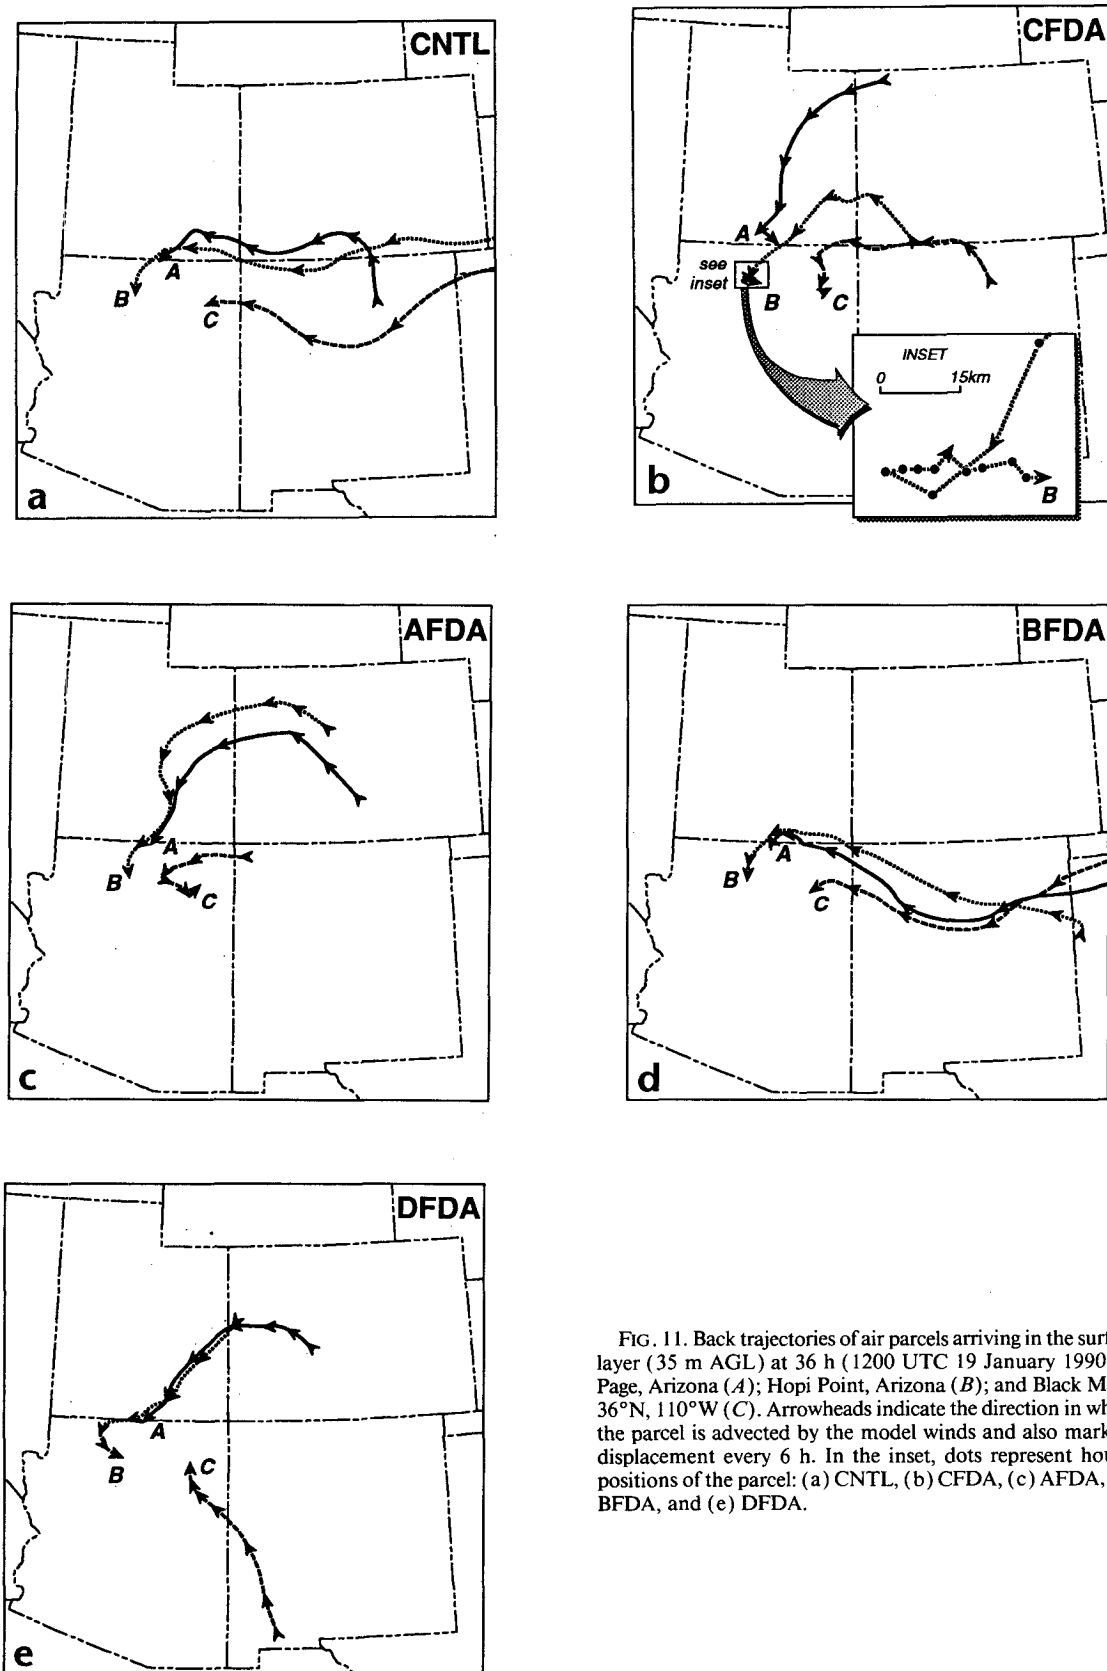 CNTL
A
B
C
a
CFDA
A
see
inset
B
C
INSET
0 15km
B
b
AFDA
A
B
C
c
BFDA
A
B
C
d
DFDA
A
B
C
e
FIG. 11. Back trajectories of air parcels arriving in the
layer (35 m AGL) at 36 h (1200 UTC 19 January 1990
Page, Arizona (A); Hopi Point, Arizona (B); and Black
36°N, 110°W (C). Arrowheads indicate the direction in
the parcel is advected by the model winds and also mark
displacement every 6 h. In the inset, dots represent
positions of the parcel: (a) CNTL, (b) CFDA, (c) AFDA,
BFDA, and (e) DFDA.